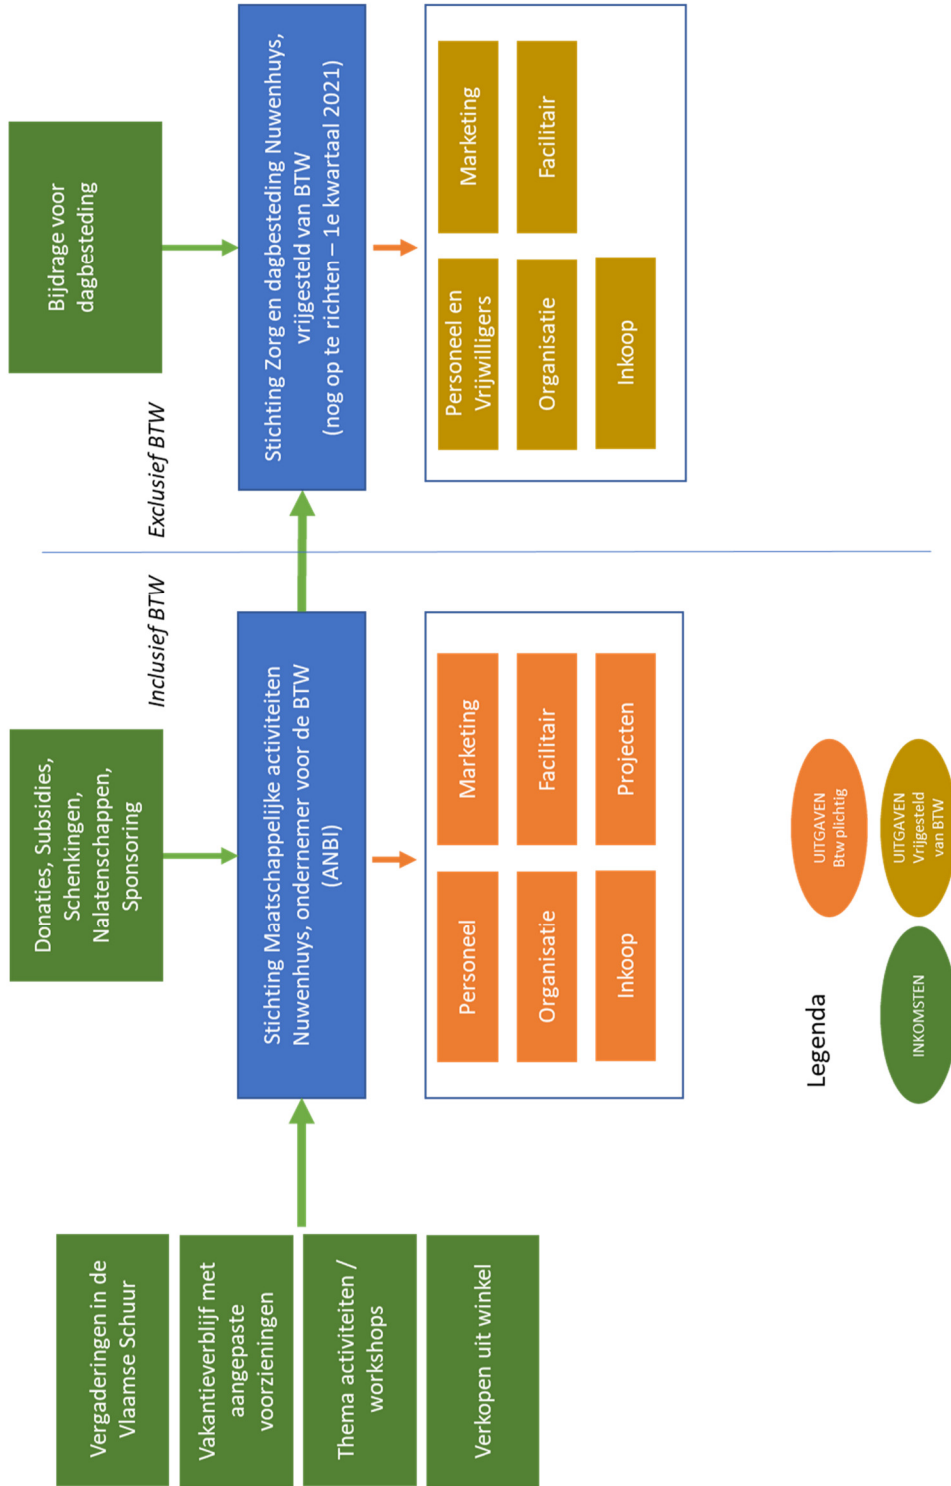 Vergaderingen in de
Vlaamse Schuur
Vakantieverblijf met
aangepaste
voorzieningen
Thema activiteiten /
workshops
Verkopen uit winkel
Donaties, Subsidies,
Schenkingen,
Nalatenschappen,
Sponsoring
Inclusief BTW
Stichting Maatschappelijke activiteiten
Nuwenhuys, ondernemer voor de BTW
(ANBI)
Personeel
Marketing
Organisatie
Facilitair
Inkoop
Projecten
Bijdrage voor
dagbesteding
Exclusief BTW
Stichting Zorg en dagbesteding Nuwenhuys,
vrijgesteld van BTW
(nog op te richten – 1e kwartaal 2021)
Personeel en
Vrijwilligers
Marketing
Organisatie
Facilitair
Inkoop
Legenda
UITGAVEN
Btw plichtig
INKOMSTEN
UITGAVEN
Vrijgesteld
van BTW